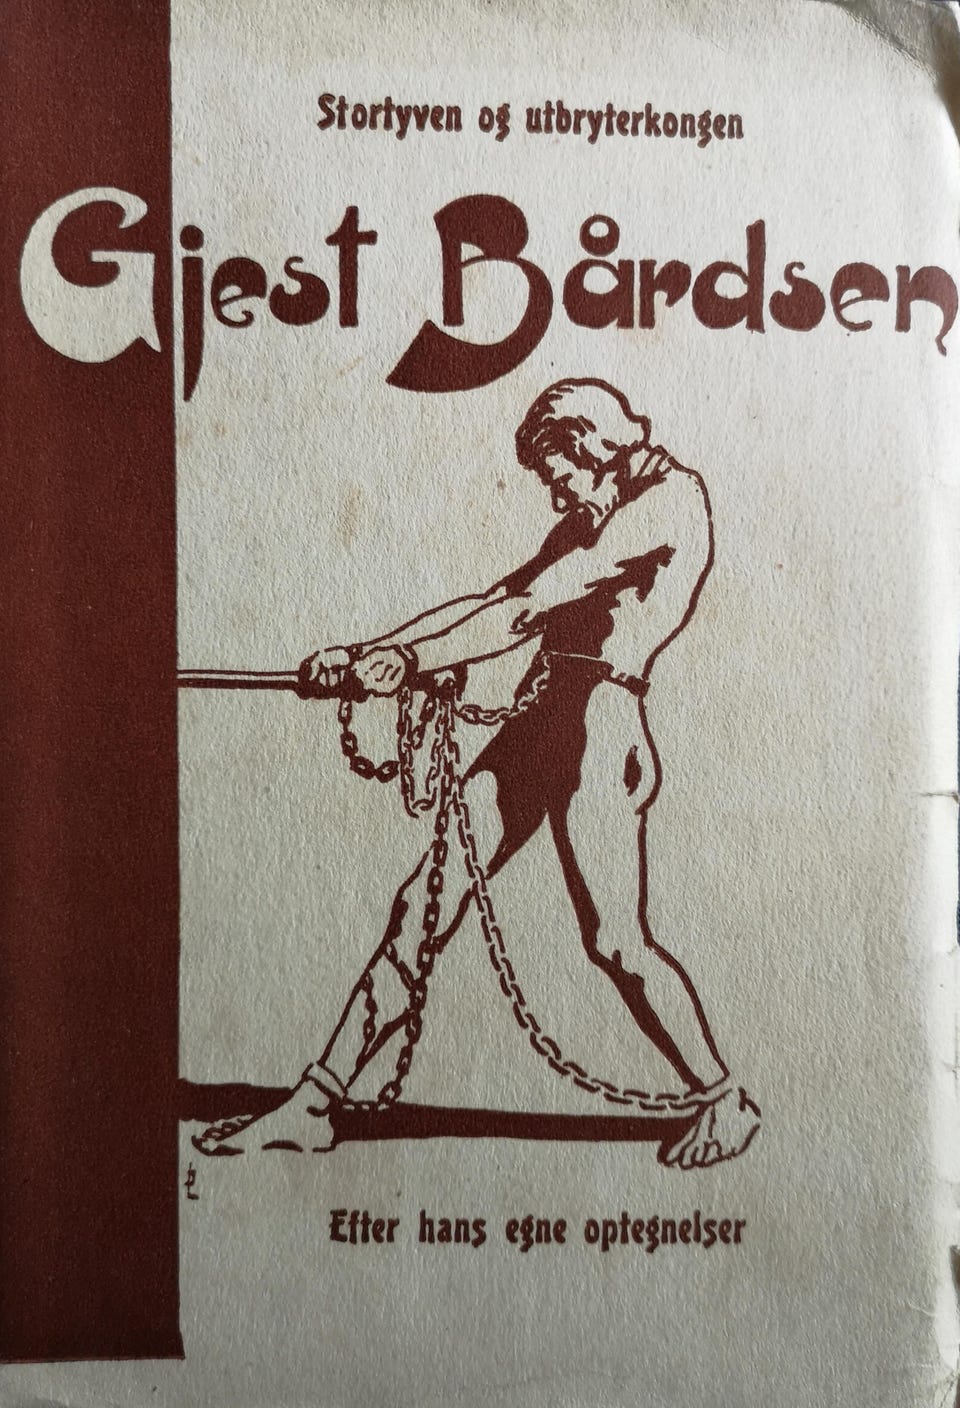 Stortyven og utbryterkongen
Gjest Bårdsen
Efter hans egne optegnelser